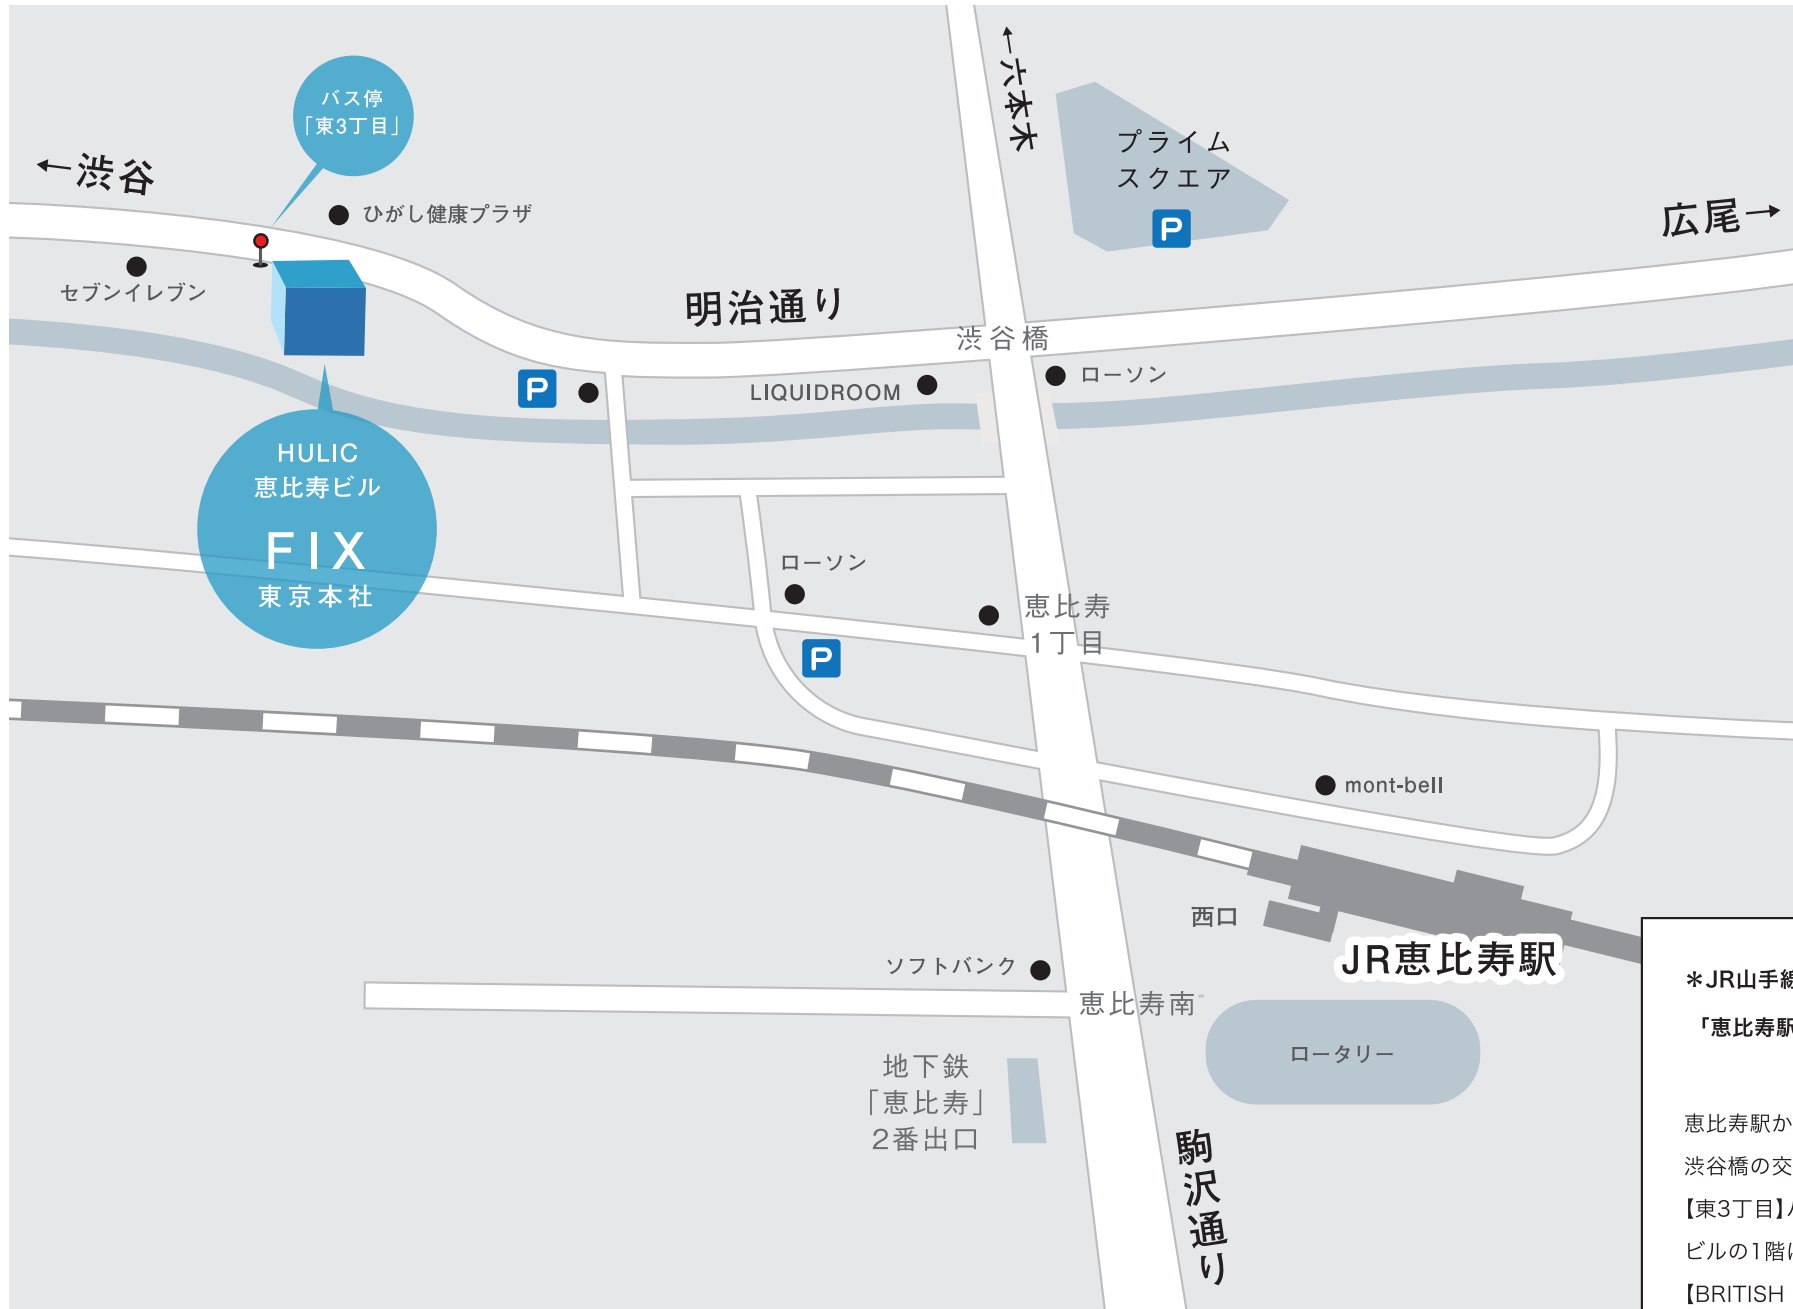 バス停
「東3丁目」
←渋谷
ひがし健康プラザ
セブンイレブン
←六本木
プライム
スクエア
P
広尾→
明治通り
渋谷橋
P
LIQUIDROOM
ローソン
HULIC
恵比寿ビル
FIX
東京本社
ローソン
P
恵比寿
1丁目
mont-bell
西口
JR恵比寿駅
ソフトバンク
恵比寿南
ロータリー
地下鉄
「恵比寿」
2番出口
駒沢通り
＊JR山手線
「恵比寿駅
恵比寿駅か
渋谷橋の交
【東3丁目】
ビルの1階
【BRITISH